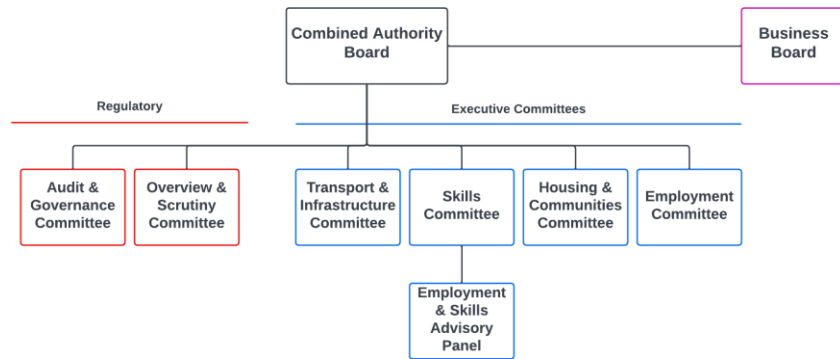 Combined Authority
Board
Business
Board
Regulatory
Executive Committees
Audit &
Governance
Committee
Overview &
Scrutiny
Committee
Transport &
Infrastructure
Committee
Skills
Committee
Housing &
Communities
Committee
Employment
Committee
Employment
& Skills
Advisory
Panel